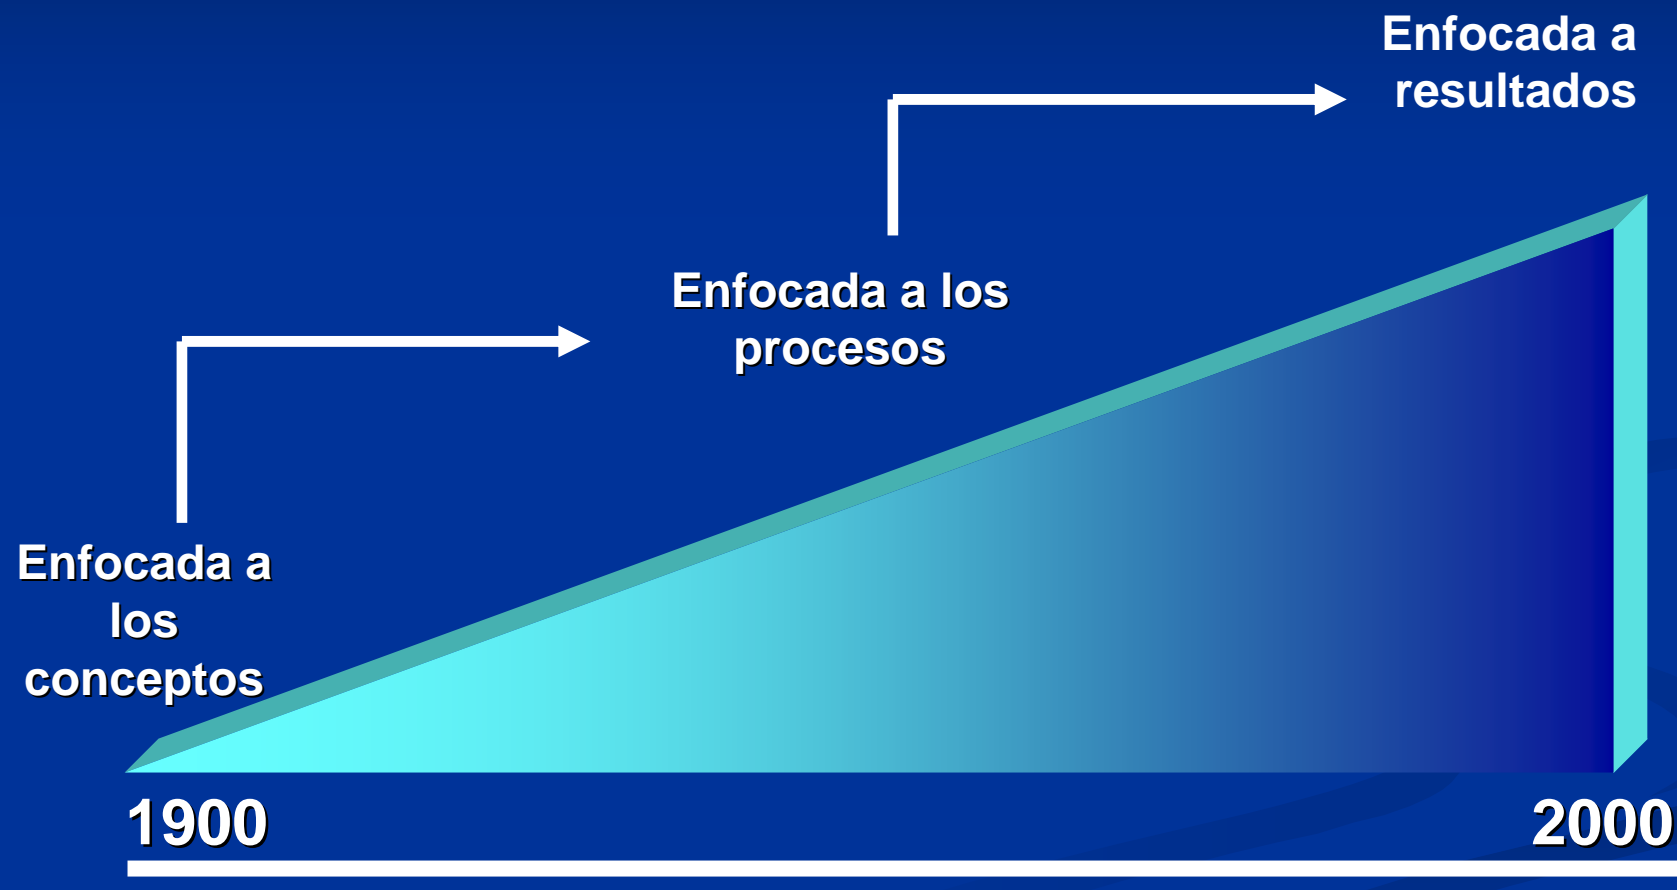 Enfocada a
resultados
Enfocada a los
procesos
Enfocada a
los
conceptos
1900
2000